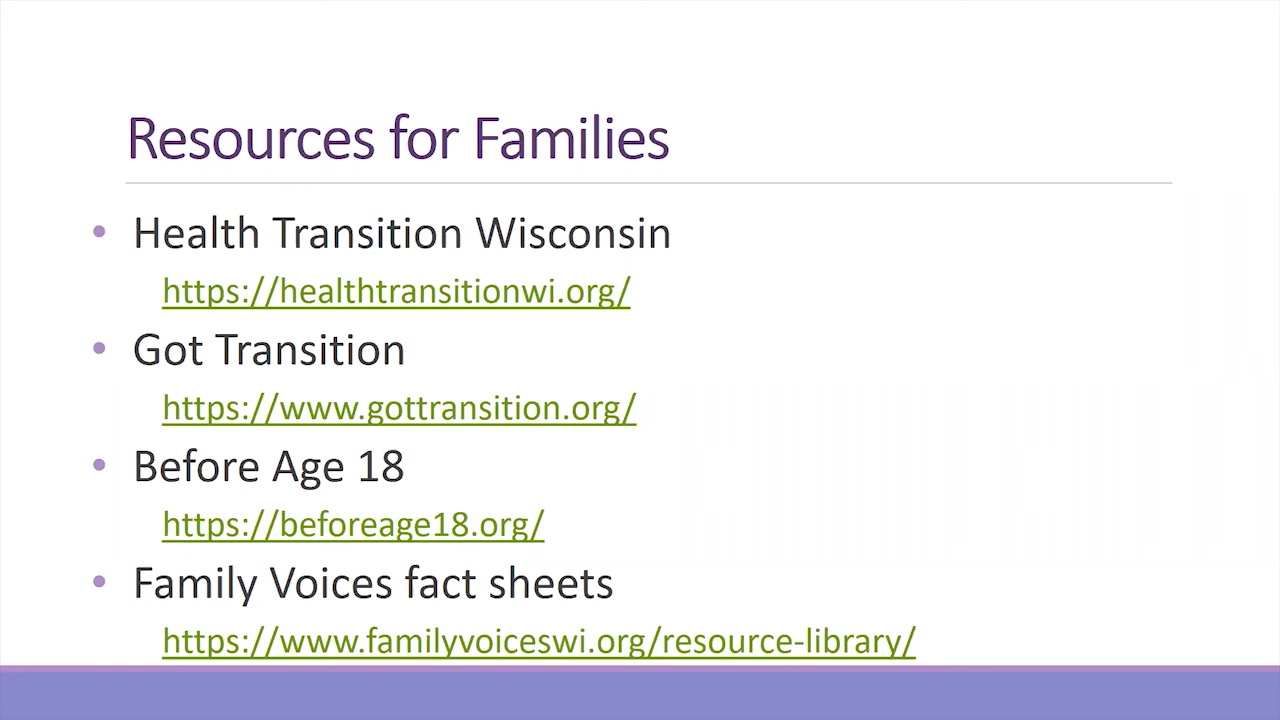 Resources for Families
• Health Transition Wisconsin
https://healthtransitionwi.org/
• Got Transition
https://www.gottransition.org/
• Before Age 18
https://beforeage18.org/
• Family Voices fact sheets
https://www.familyvoiceswi.org/resource-library/